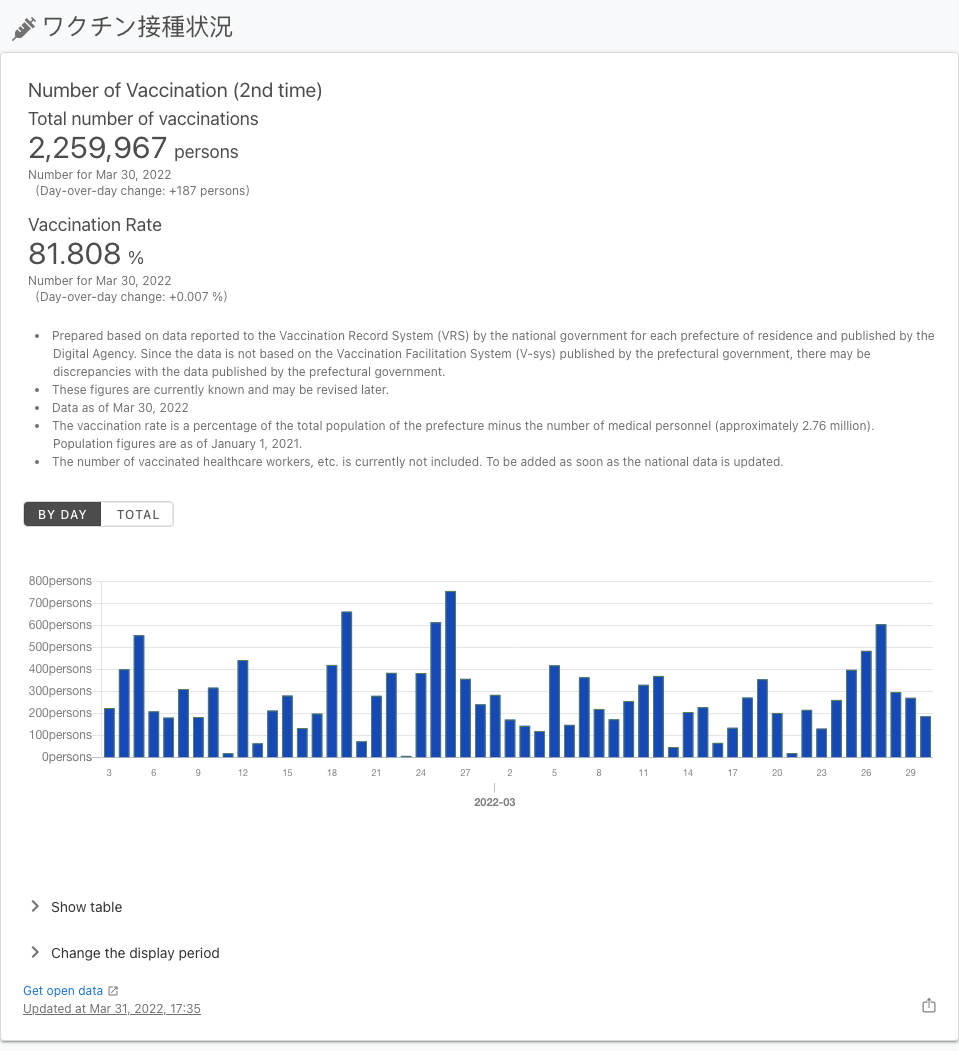 ワクチン接種状況
Number of Vaccination (2nd time)
Total number of vaccinations
2,259,967 persons
Number for Mar 30, 2022
(Day-over-day change: +187 persons)
Vaccination Rate
81.808 %
Number for Mar 30, 2022
(Day-over-day change: +0.007 %)
• Prepared based on data reported to the Vaccination Record System (VRS) by the national government for each prefecture of residence and published by the
Digital Agency. Since the data is not based on the Vaccination Facilitation System (V-sys) published by the prefectural government, there may be
discrepancies with the data published by the prefectural government.
• These figures are currently known and may be revised later.
• Data as of Mar 30, 2022
• The vaccination rate is a percentage of the total population of the prefecture minus the number of medical personnel (approximately 2.76 million).
Population figures are as of January 1, 2021.
• The number of vaccinated healthcare workers, etc. is currently not included. To be added as soon as the national data is updated.
BY DAY TOTAL
800persons
700persons
600persons
500persons
400persons
300persons
200persons
100persons
0persons
3 6 9 12 15 18 21 24 27 2 5 8 11 14 17 20 23 26 29
2022-03
Show table
Change the display period
Get open data
Updated at Mar 31, 2022, 17:35